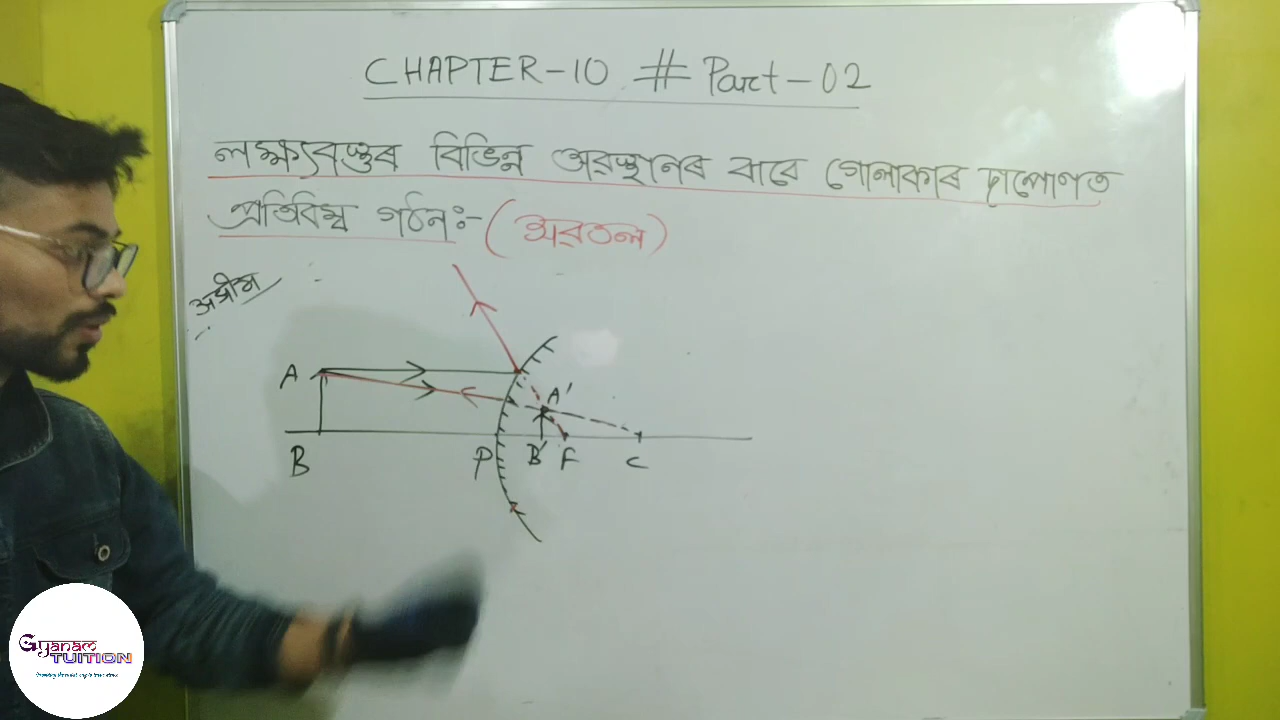 CHAPTER-10 # Part-02
লক্ষ্যবস্তুৰ বিভিন্ন অৱস্থানৰ বাবে গোলাকাৰ দাপোণত
প্ৰতিবিম্ব গঠনঃ- (অৱতল)
অসীম
A
A'
B
P
B'
F
C
Gyanam
TUITION